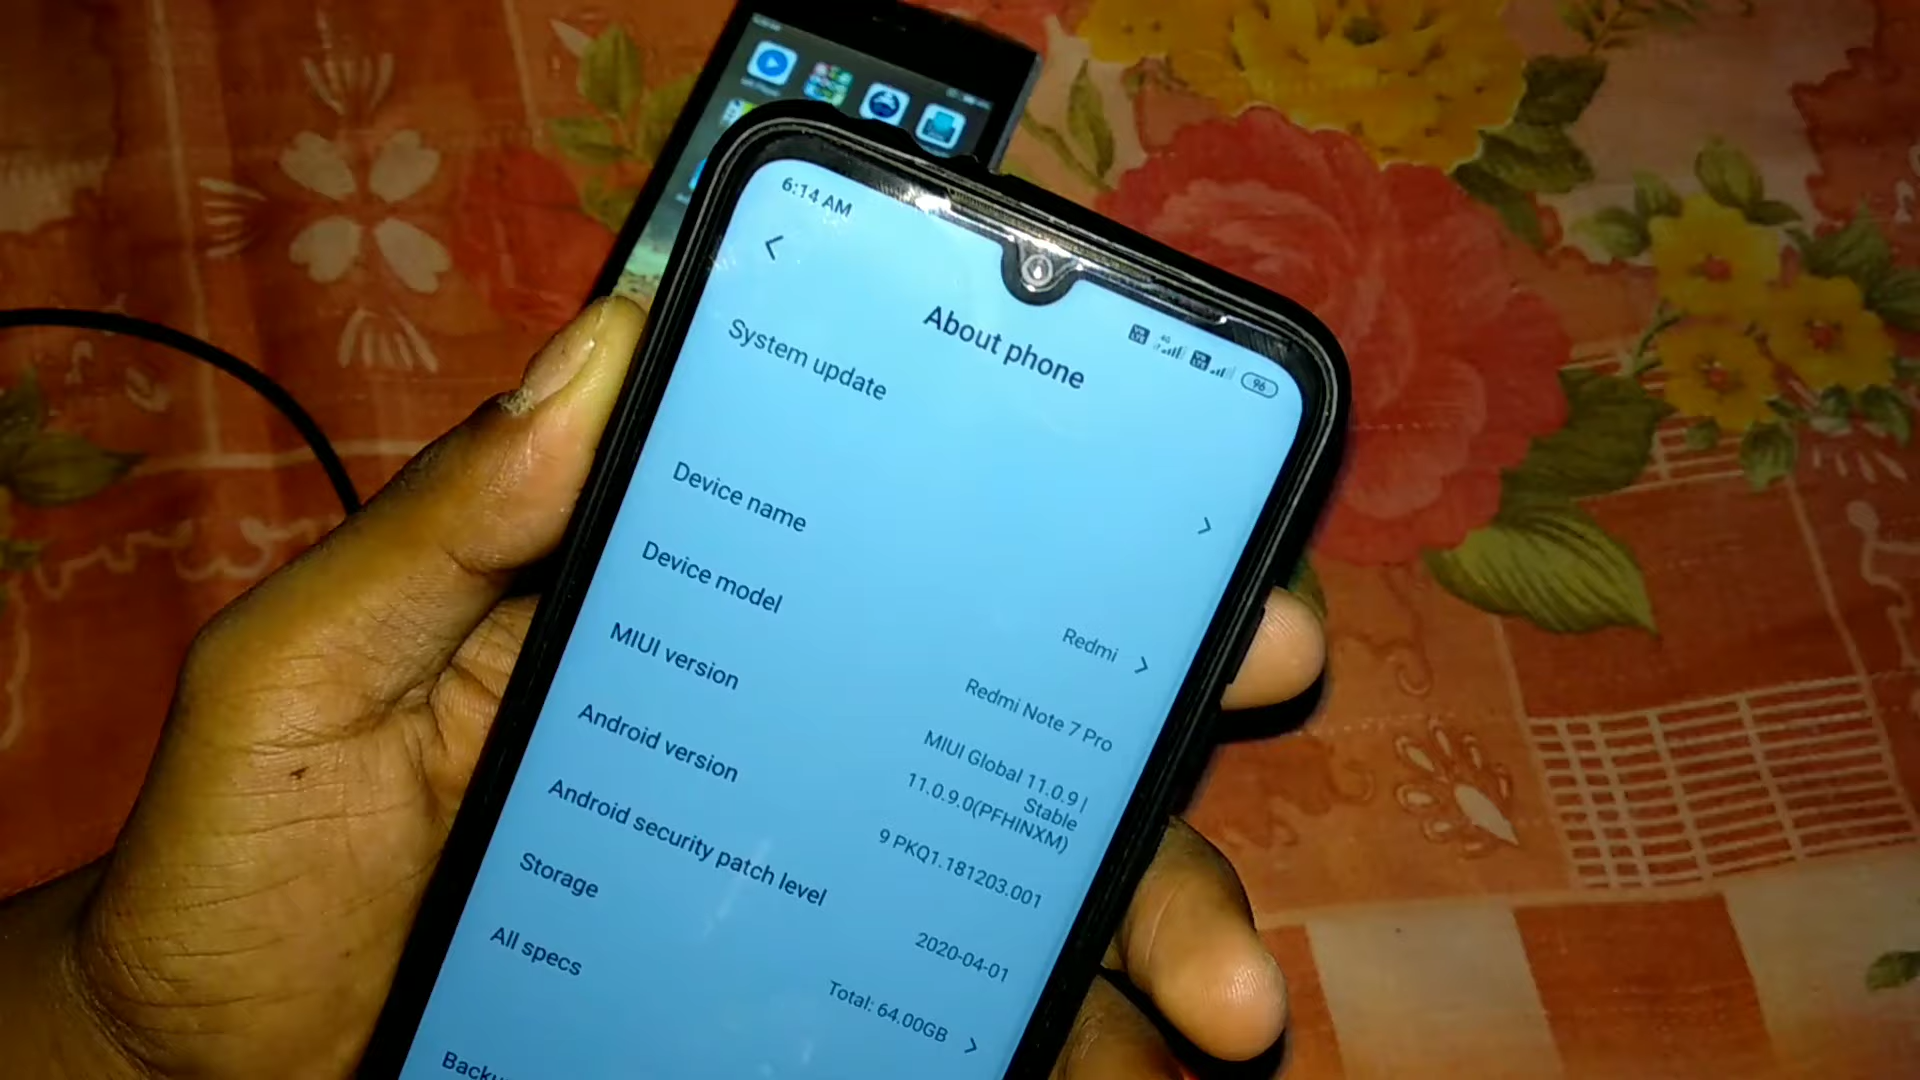 6:14 AM
96
About phone
System update
Device name
Redmi
Device model
Redmi Note 7 Pro
MIUI version
MIUI Global 11.0.9 |
Stable
11.0.9.0(PFHINXM)
Android version
9 PKQ1.181203.001
Android security patch level
2020-04-01
Storage
Total: 64.00GB
All specs